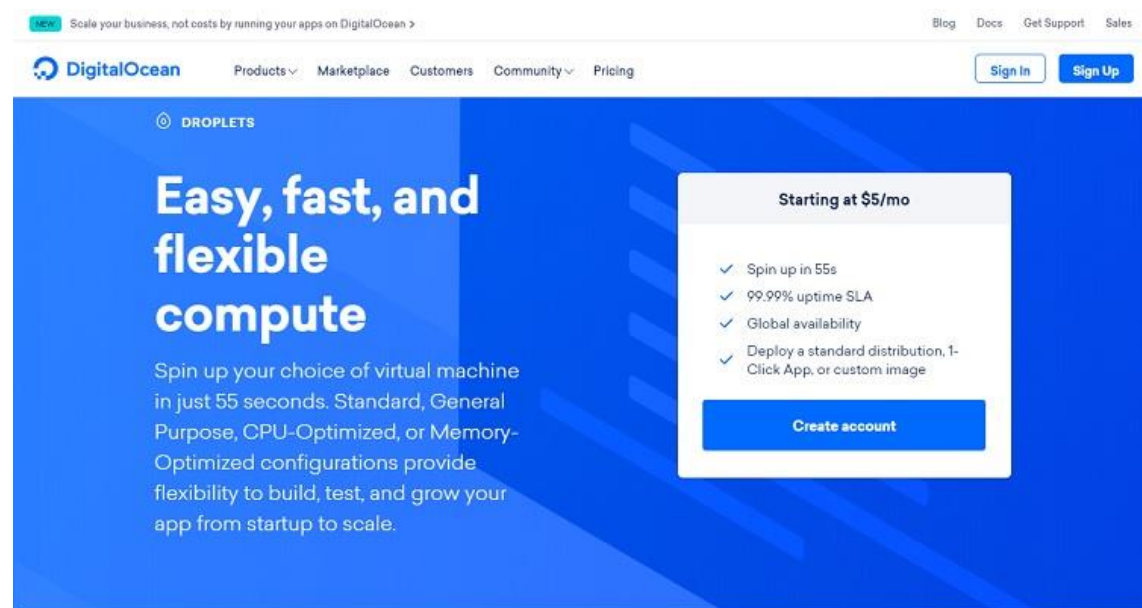 NEW Scale your business, not costs by running your apps on DigitalOcean >
Blog Docs Get Support Sales
DigitalOcean Products Marketplace Customers Community Pricing Sign In Sign Up
DROPLETS
Easy, fast, and
flexible
compute
Spin up your choice of virtual machine
in just 55 seconds. Standard, General
Purpose, CPU-Optimized, or Memory-
Optimized configurations provide
flexibility to build, test, and grow your
app from startup to scale.
Starting at $5/mo
Spin up in 55s
99.99% uptime SLA
Global availability
Deploy a standard distribution, 1-
Click App, or custom image
Create account